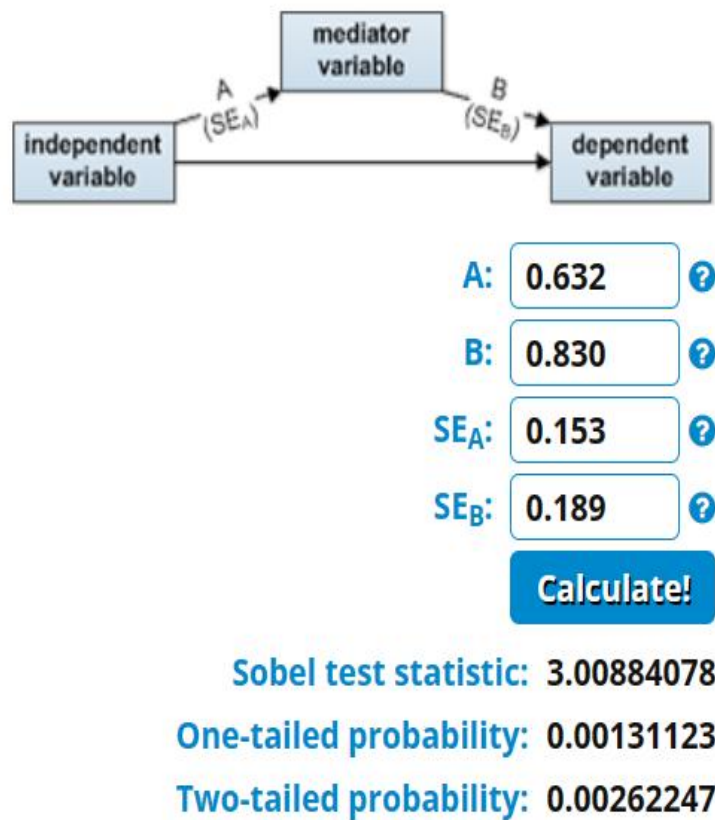 mediator
variable
A
(SEA)
B
(SEB)
independent
variable
dependent
variable
A: 0.632 ?
B: 0.830 ?
SEA: 0.153 ?
SEB: 0.189 ?
Calculate!
Sobel test statistic: 3.00884078
One-tailed probability: 0.00131123
Two-tailed probability: 0.00262247